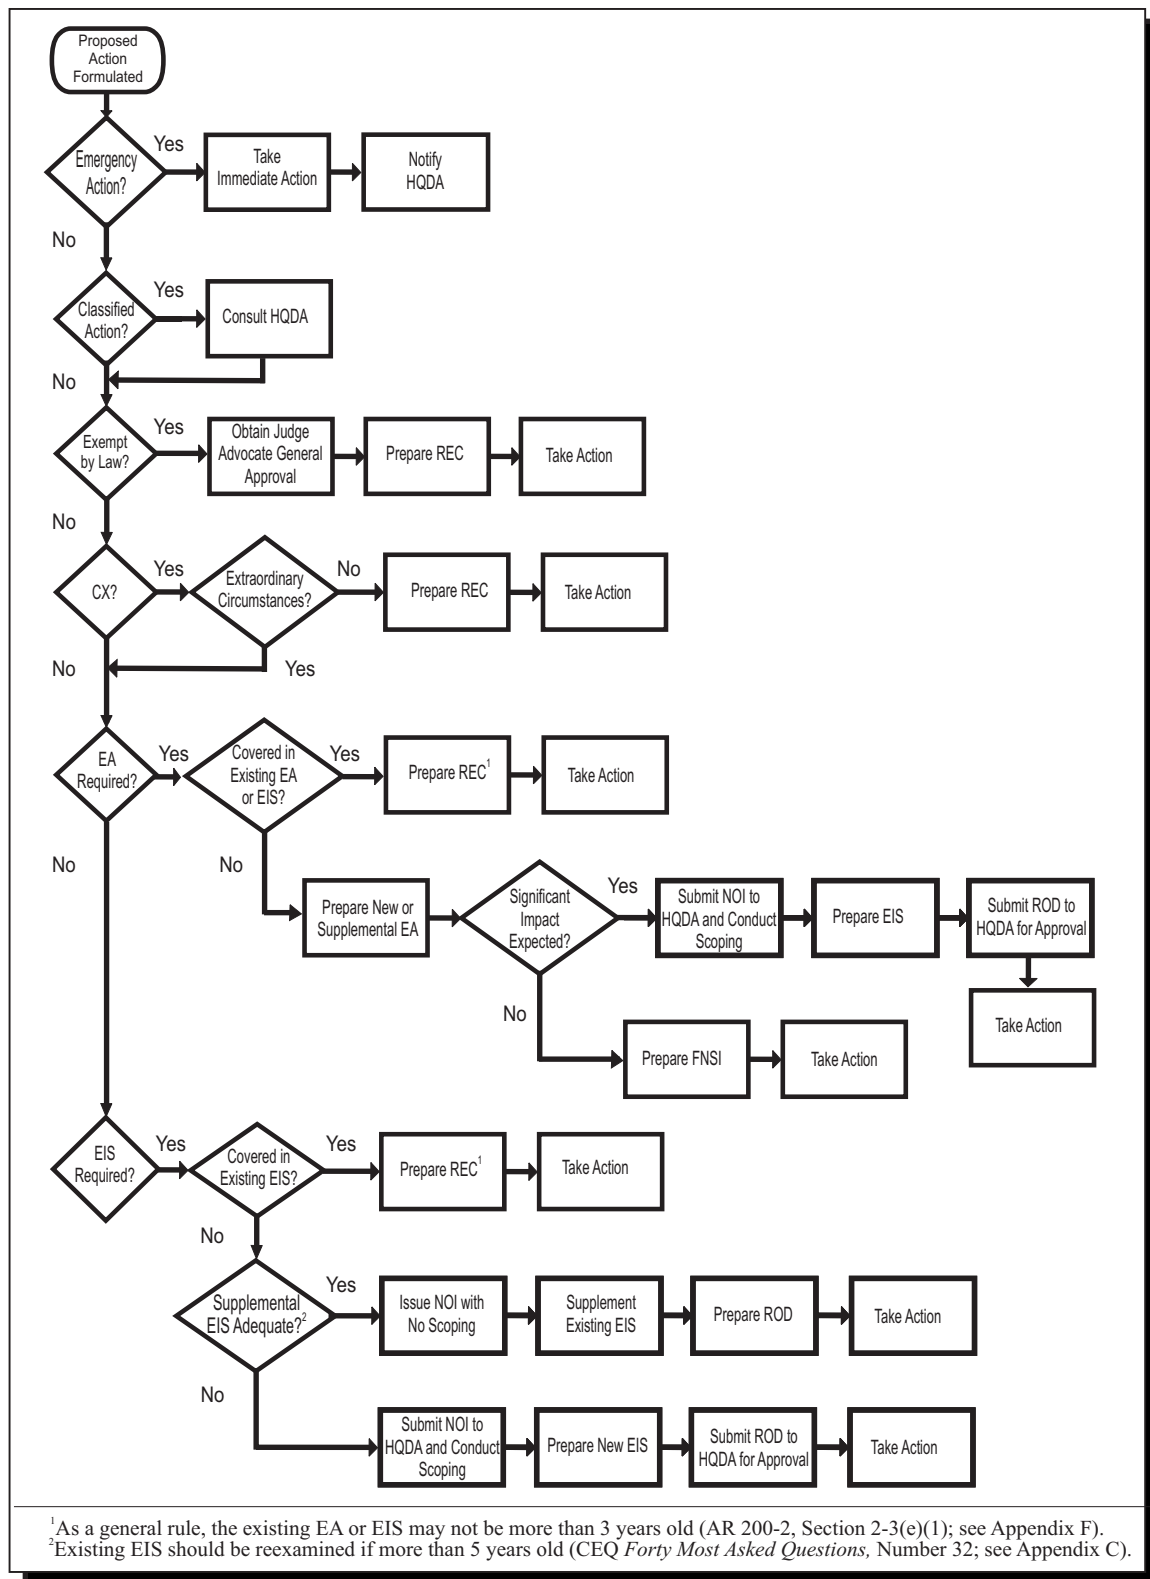 Proposed
Action
Formulated
Emergency
Action?
Yes
Take
Immediate Action
Notify
HQDA
No
Classified
Action?
Yes
Consult HQDA
No
Exempt
by Law?
Yes
Obtain Judge
Advocate General
Approval
Prepare REC
Take Action
No
CX?
Yes
Extraordinary
Circumstances?
No
Prepare REC
Take Action
No
Yes
EA
Required?
Yes
Covered in
Existing EA
or EIS?
Yes
Prepare REC1
Take Action
No
No
Prepare New or
Supplemental EA
Significant
Impact
Expected?
Yes
Submit NOI to
HQDA and Conduct
Scoping
Prepare EIS
Submit ROD to
HQDA for Approval
Take Action
No
Prepare FNSI
Take Action
EIS
Required?
Yes
Covered in
Existing EIS?
Yes
Prepare REC1
Take Action
No
Supplemental
EIS Adequate?2
Yes
Issue NOI with
No Scoping
Supplement
Existing EIS
Prepare ROD
Take Action
No
Submit NOI to
HQDA and Conduct
Scoping
Prepare New EIS
Submit ROD to
HQDA for Approval
Take Action
1As a general rule, the existing EA or EIS may not be more than 3 years old (AR 200-2, Section 2-3(e)(1); see Appendix F).
2Existing EIS should be reexamined if more than 5 years old (CEQ Forty Most Asked Questions, Number 32; see Appendix C).